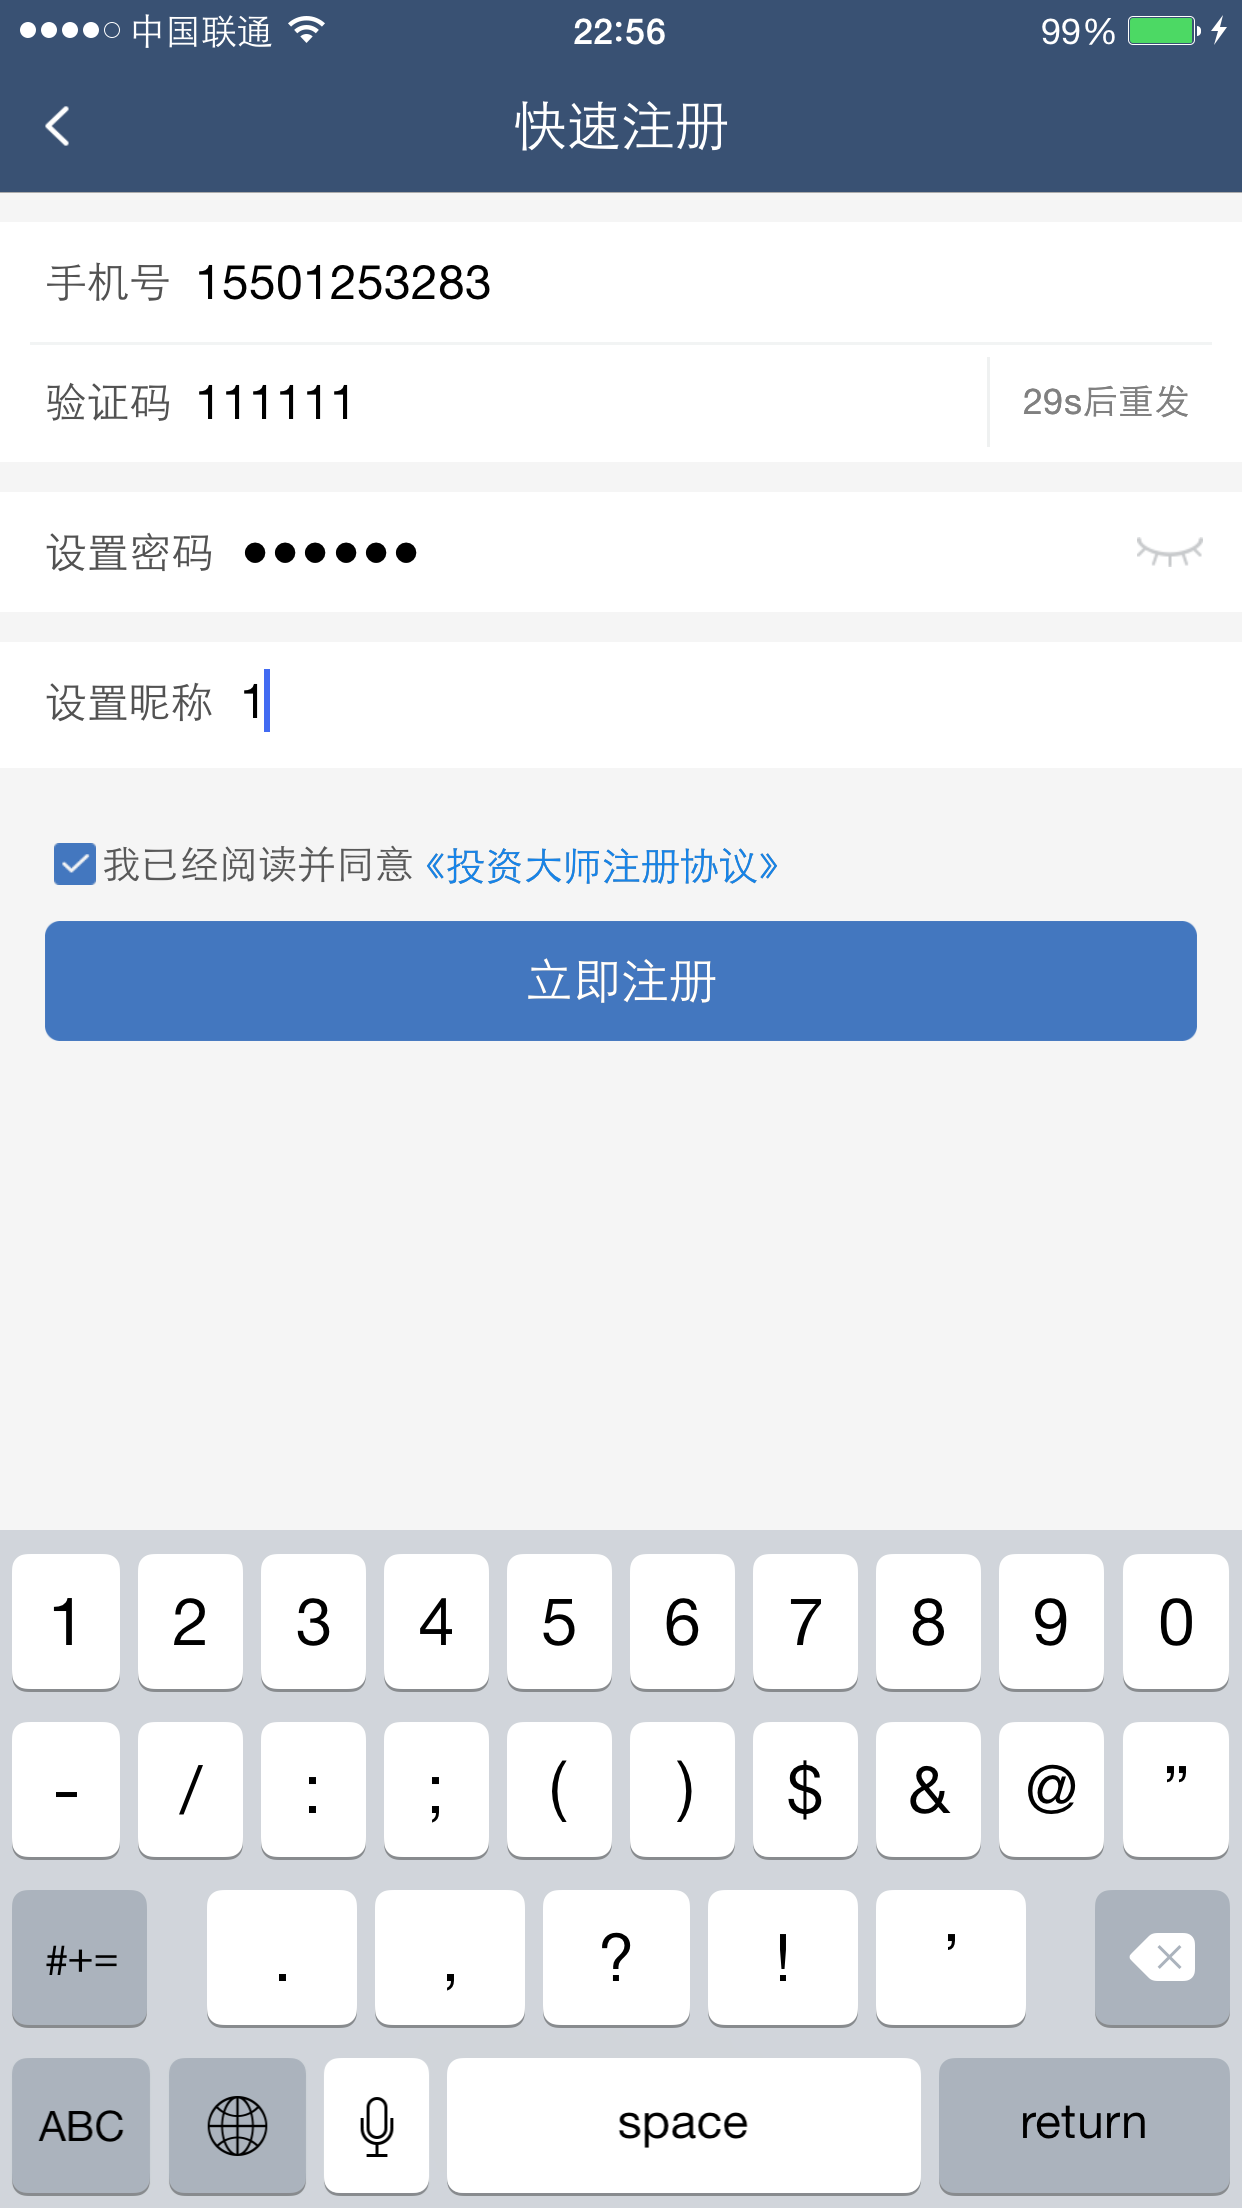 中国联通 22:56 99%
快速注册
手机号 15501253283
验证码 111111 29s后重发
设置密码 ●●●●●●
设置昵称 1
我已经阅读并同意《投资大师注册协议》
立即注册
1 2 3 4 5 6 7 8 9 0
- / : ; ( ) $ & @ ”
#+= . , ? ! ’
ABC space return